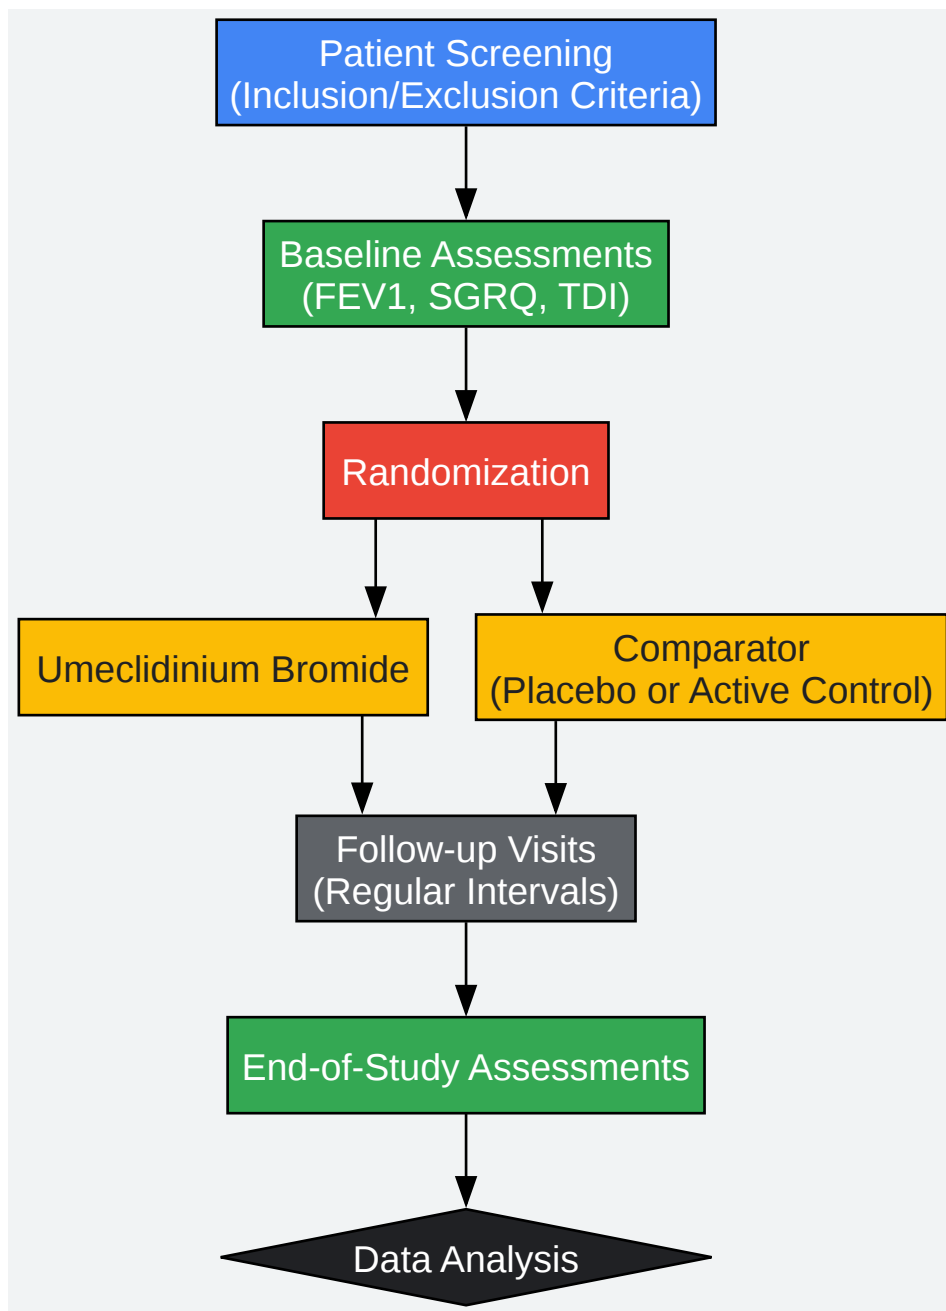 Patient Screening
(Inclusion/Exclusion Criteria)
Baseline Assessments
(FEV1, SGRQ, TDI)
Randomization
Umeclidinium Bromide
Comparator
(Placebo or Active Control)
Follow-up Visits
(Regular Intervals)
End-of-Study Assessments
Data Analysis